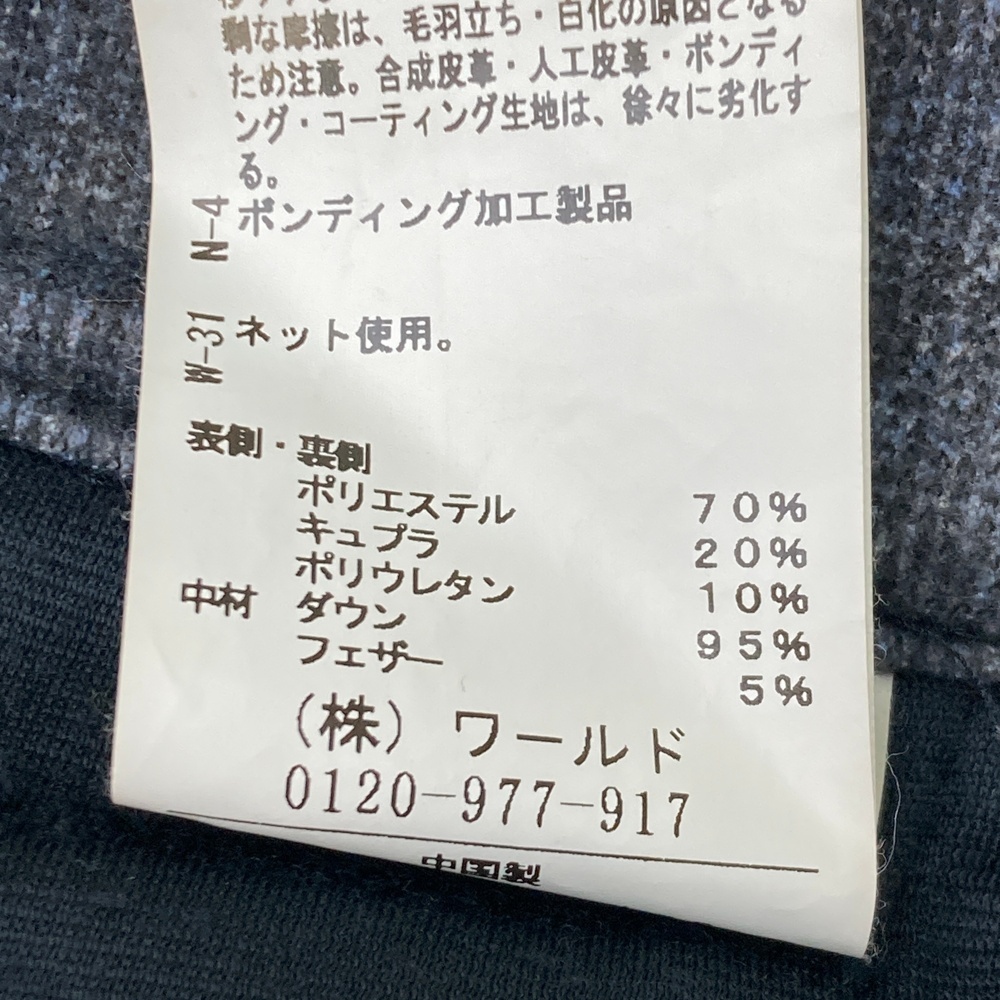 剰な摩擦は、毛羽立ち・白化の原因となる
ため注意。合成皮革・人工皮革・ボンディ
ング・コーティング生地は、徐々に劣化す
る。
N-4 ボンディング加工製品
W-31 ネット使用。
表側・裏側
ポリエステル 70%
キュプラ 20%
ポリウレタン 10%
中材 ダウン 95%
フェザー 5%
(株) ワールド
0120-977-917
中国製